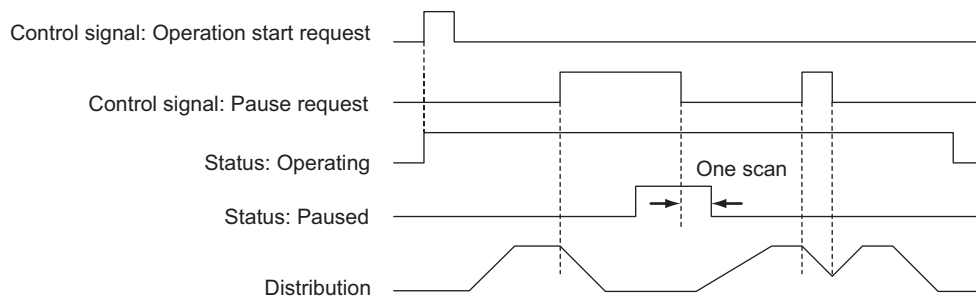 Control signal: Operation start request
Control signal: Pause request
Status: Operating
One scan
Status: Paused
Distribution